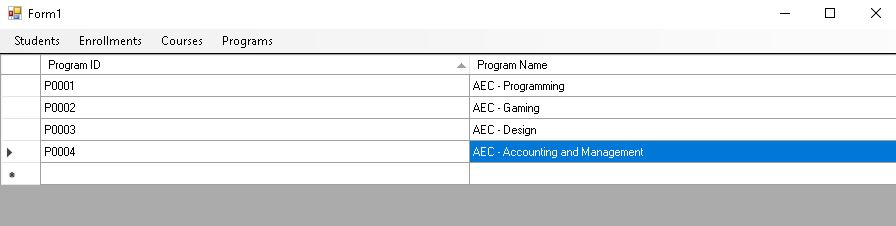 Form1
Students Enrollments Courses Programs
Program ID Program Name
P0001 AEC - Programming
P0002 AEC - Gaming
P0003 AEC - Design
P0004 AEC - Accounting and Management